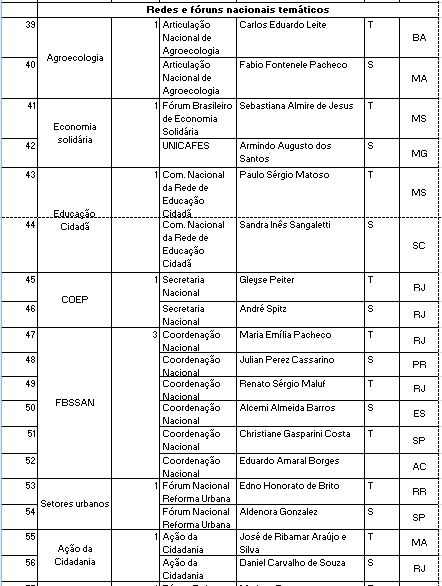 Redes e fóruns nacionais temáticos
39 Agroecologia 1 Articulação Nacional de Agroecologia Carlos Eduardo Leite T BA
40 Articulação Nacional de Agroecologia Fabio Fontenele Pacheco S MA
41 Economia solidária 1 Fórum Brasileiro de Economia Solidária Sebastiana Almire de Jesus T MS
42 UNICAFES Armindo Augusto dos Santos S MG
43 Educação Cidadã 1 Com. Nacional da Rede de Educação Cidadã Paulo Sérgio Matoso T MS
44 Com. Nacional da Rede de Educação Cidadã Sandra Inês Sangaletti S SC
45 COEP 1 Secretaria Nacional Gleyse Peiter T RJ
46 Secretaria Nacional André Spitz S RJ
47 FBSSAN 3 Coordenação Nacional Maria Emília Pacheco T RJ
48 Coordenação Nacional Julian Perez Cassarino S PR
49 Coordenação Nacional Renato Sérgio Maluf T RJ
50 Coordenação Nacional Alcemi Almeida Barros S ES
51 Coordenação Nacional Christiane Gasparini Costa T SP
52 Coordenação Nacional Eduardo Amaral Borges AC
53 Setores urbanos 1 Fórum Nacional Reforma Urbana Edno Honorato de Brito T RR
54 Fórum Nacional Reforma Urbana Aldenora Gonzalez S SP
55 Ação da Cidadania 1 Ação da Cidadania José de Ribamar Araújo e Silva T MA
56 Ação da Cidadania Daniel Carvalho de Souza S RJ